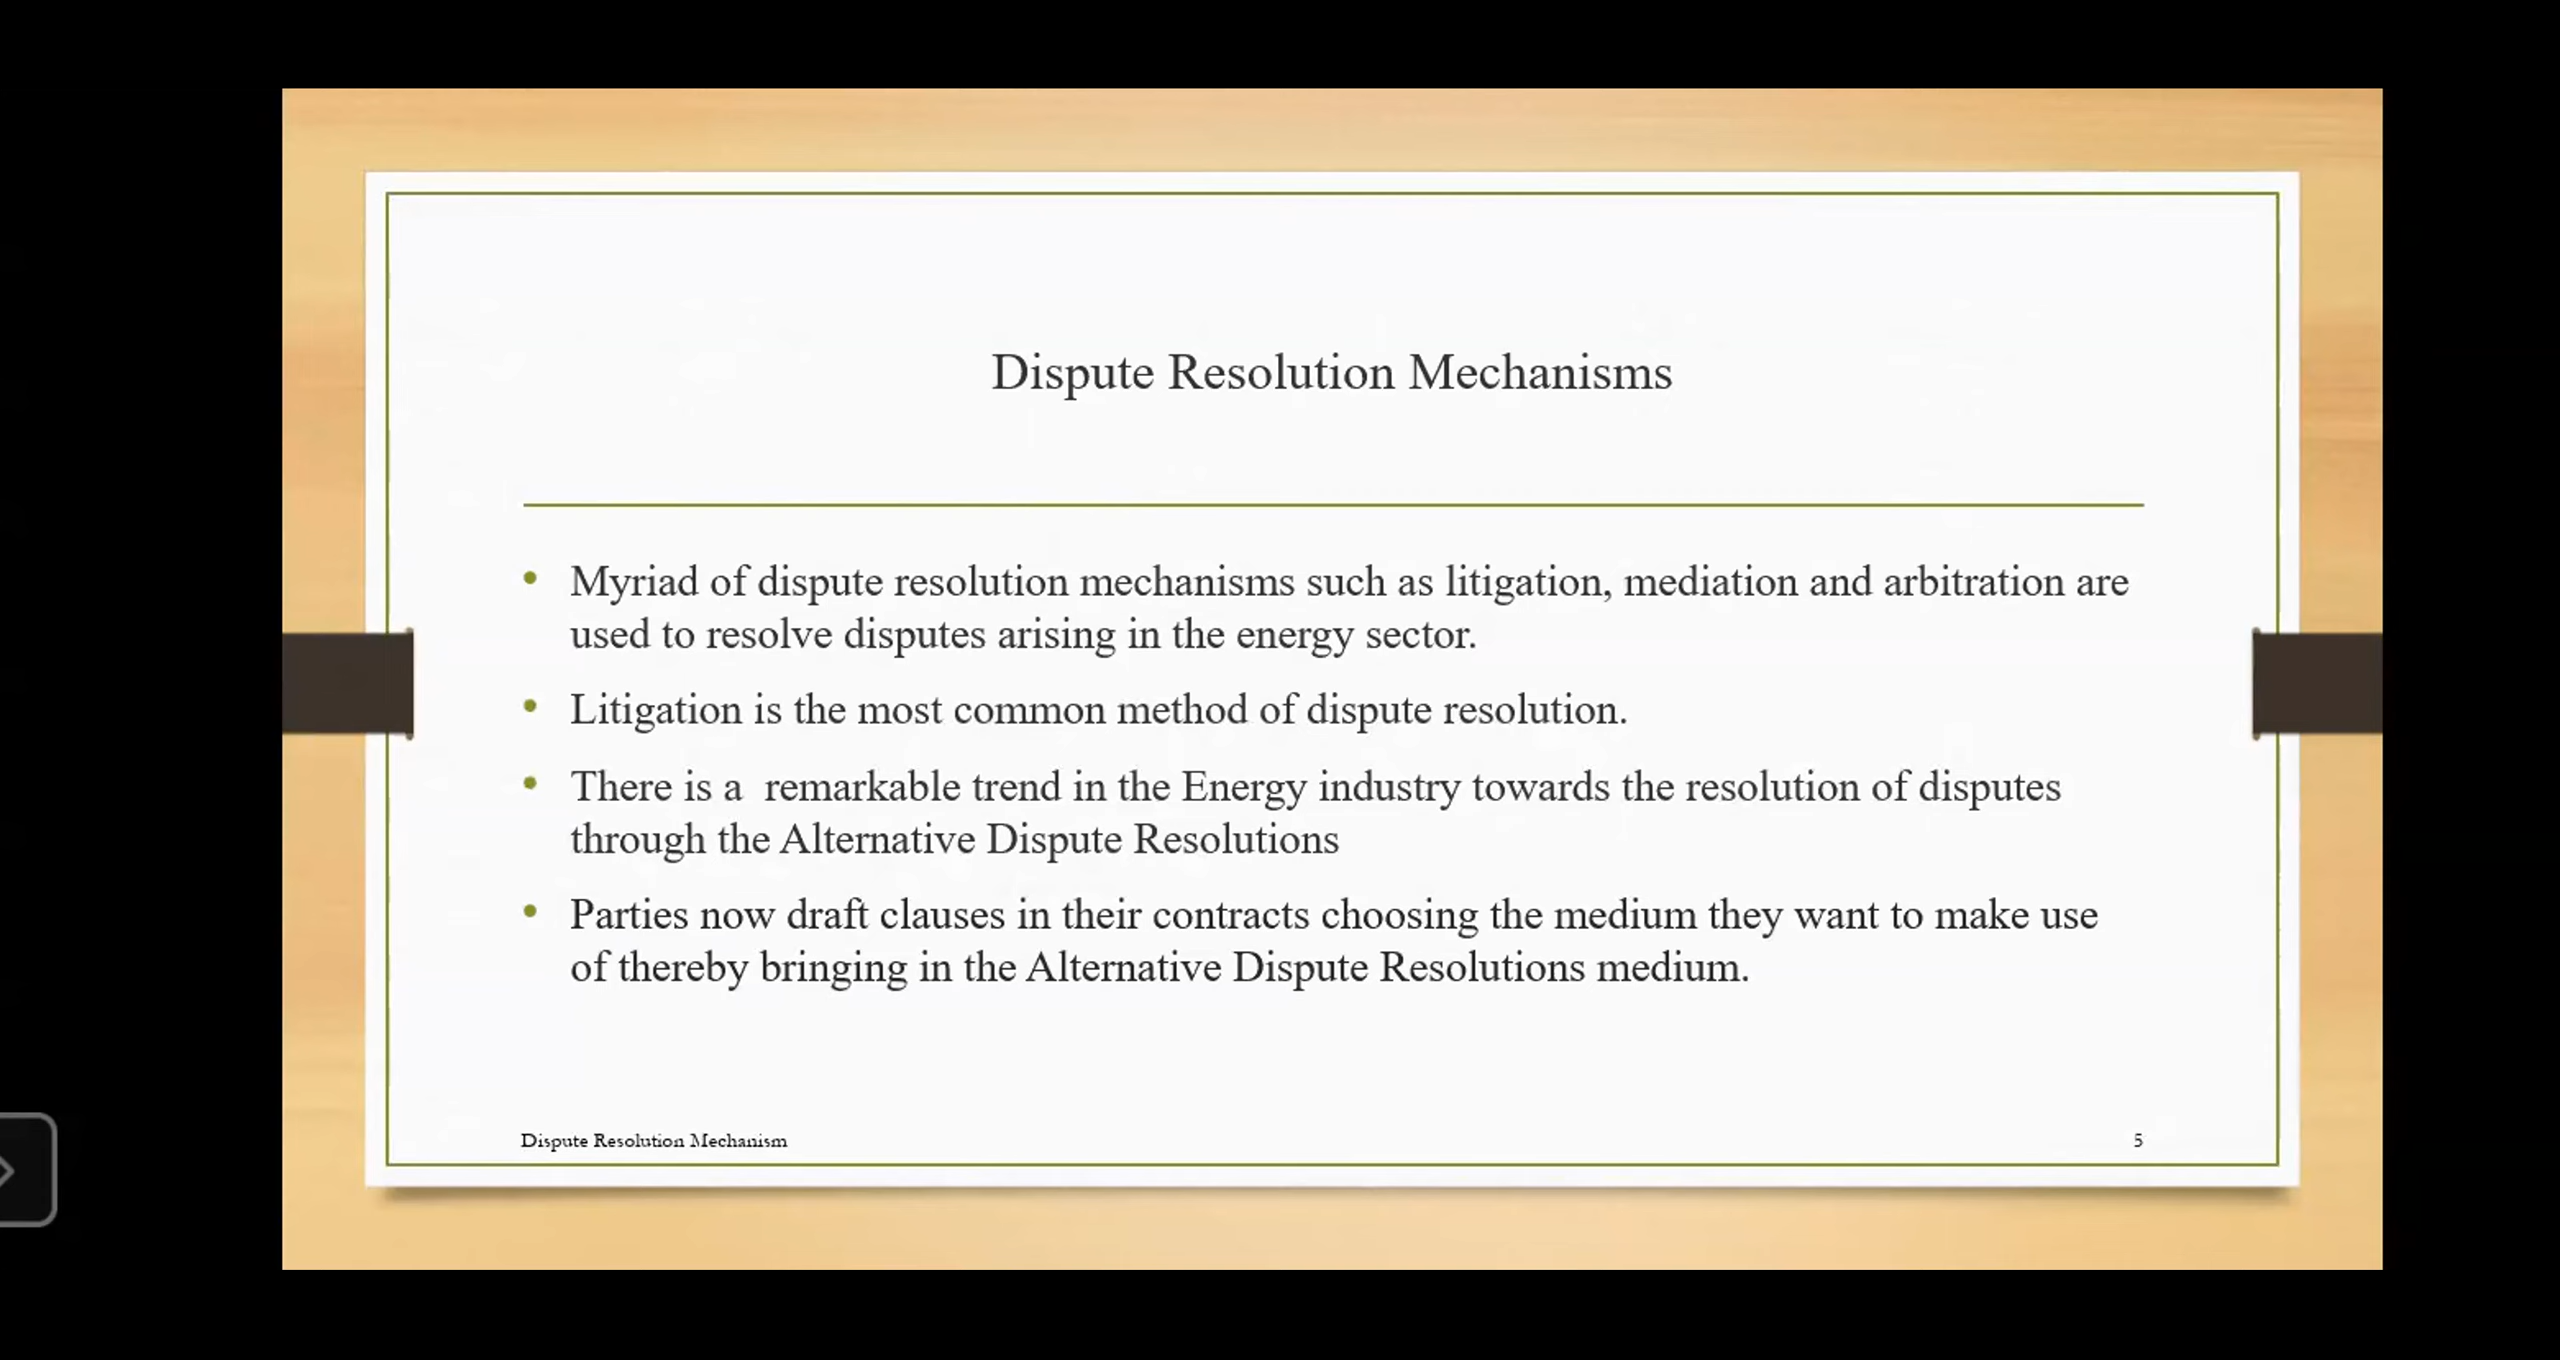 Dispute Resolution Mechanisms
• Myriad of dispute resolution mechanisms such as litigation, mediation and arbitration are
used to resolve disputes arising in the energy sector.
• Litigation is the most common method of dispute resolution.
• There is a  remarkable trend in the Energy industry towards the resolution of disputes
through the Alternative Dispute Resolutions
• Parties now draft clauses in their contracts choosing the medium they want to make use
of thereby bringing in the Alternative Dispute Resolutions medium.
Dispute Resolution Mechanism
5